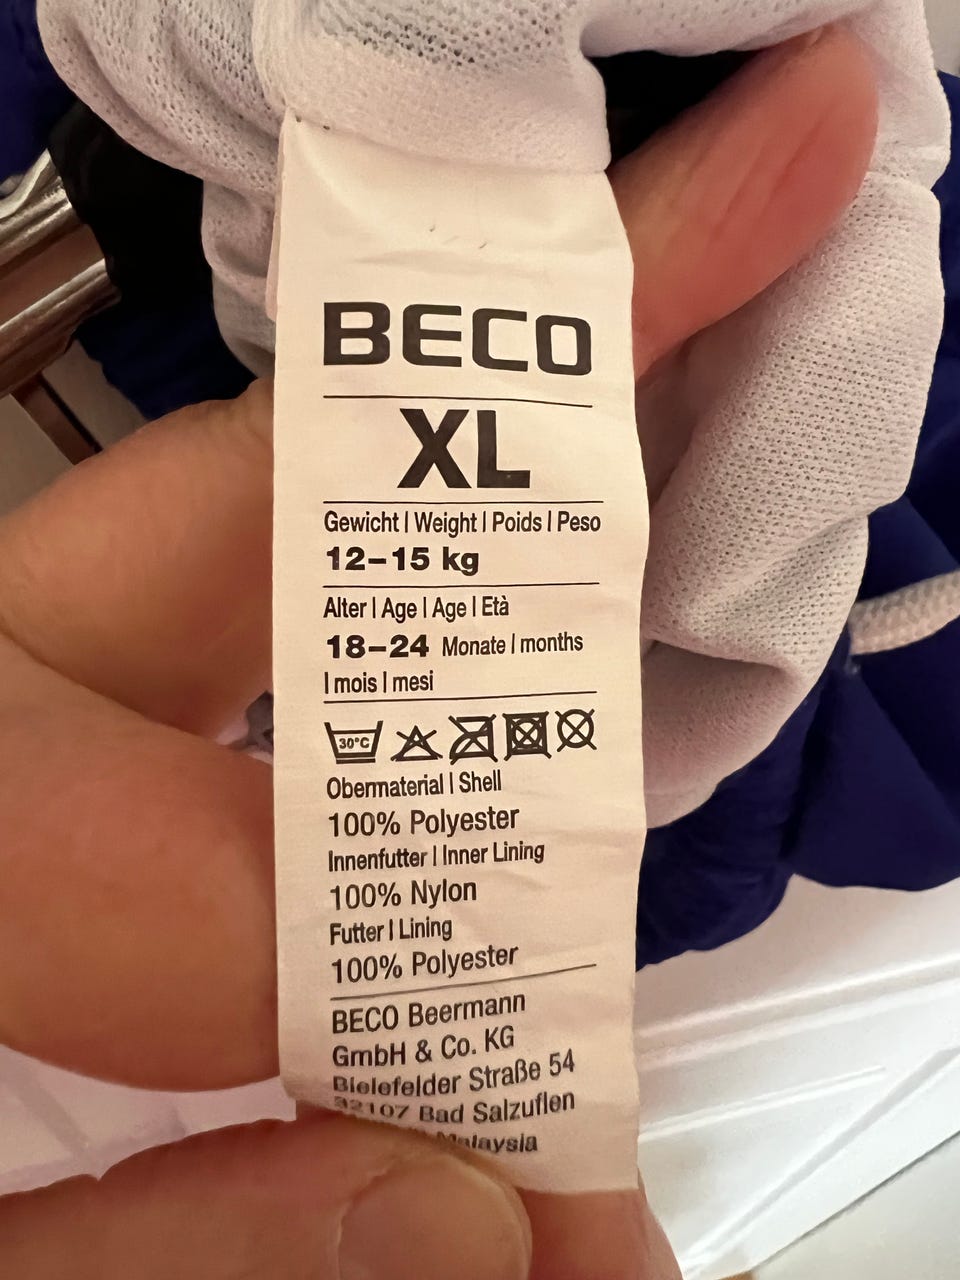 BECO
XL
Gewicht | Weight | Poids | Peso
12–15 kg
Alter | Age | Age | Età
18–24 Monate | months
| mois | mesi
30°C
Obermaterial | Shell
100% Polyester
Innenfutter | Inner Lining
100% Nylon
Futter | Lining
100% Polyester
BECO Beermann
GmbH & Co. KG
Bielefelder Straße 54
32107 Bad Salzuflen
Malaysia